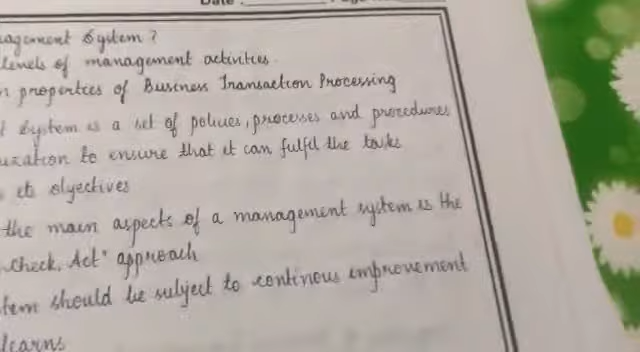 Date:
agement System ?
levels of management activities.
n properties of Business Transaction Processing
t system is a set of policies, processes and procedures
ization to ensure that it can fulfil the tasks
its objectives
the main aspects of a management system is the
Check, Act" approach
tem should be subject to continous improvement
learns